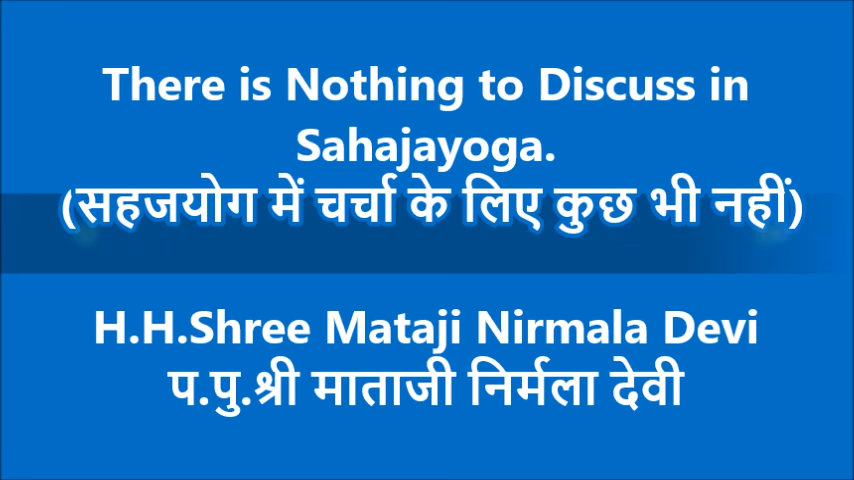 There is Nothing to Discuss in
Sahajayoga.
(सहजयोग में चर्चा के लिए कुछ भी नहीं)
H.H.Shree Mataji Nirmala Devi
प.पु.श्री माताजी निर्मला देवी